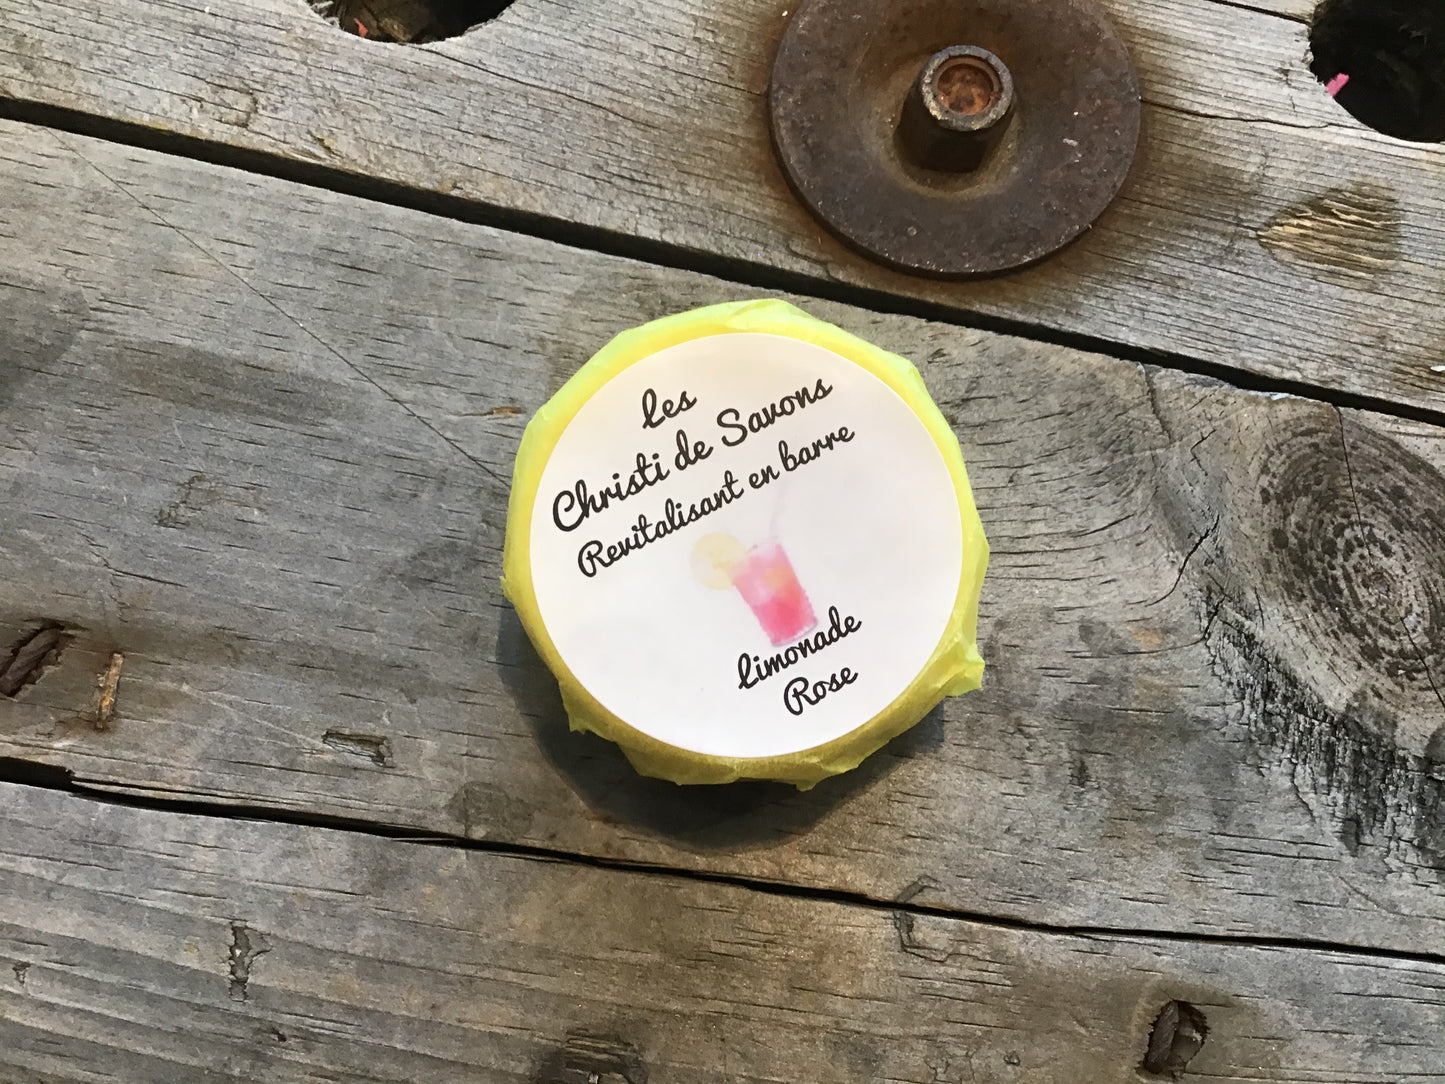 Les
Christi de Savons
Revitalisant en barre
Limonade
Rose